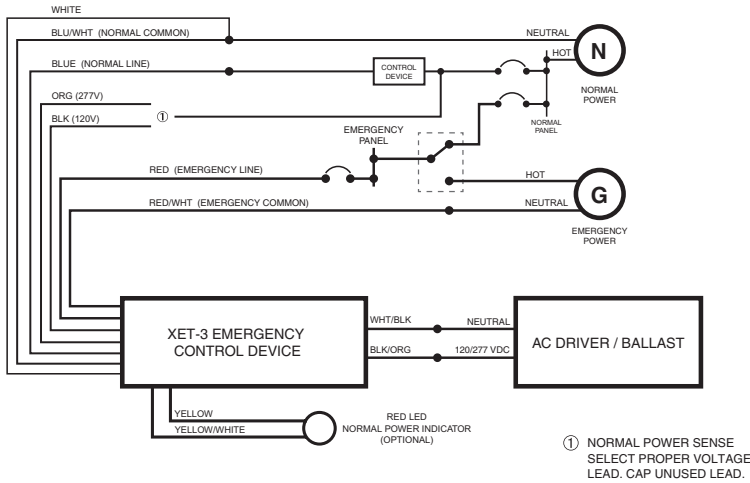 WHITE
BLU/WHT (NORMAL COMMON)
NEUTRAL
N
HOT
BLUE (NORMAL LINE)
CONTROL
DEVICE
NORMAL
POWER
ORG (277V)
BLK (120V)
①
NORMAL
PANEL
EMERGENCY
PANEL
RED (EMERGENCY LINE)
HOT
G
RED/WHT (EMERGENCY COMMON)
NEUTRAL
EMERGENCY
POWER
XET-3 EMERGENCY
CONTROL DEVICE
WHT/BLK
NEUTRAL
BLK/ORG
120/277 VDC
AC DRIVER / BALLAST
YELLOW
YELLOW/WHITE
RED LED
NORMAL POWER INDICATOR
(OPTIONAL)
① NORMAL POWER SENSE
SELECT PROPER VOLTAGE
LEAD. CAP UNUSED LEAD.